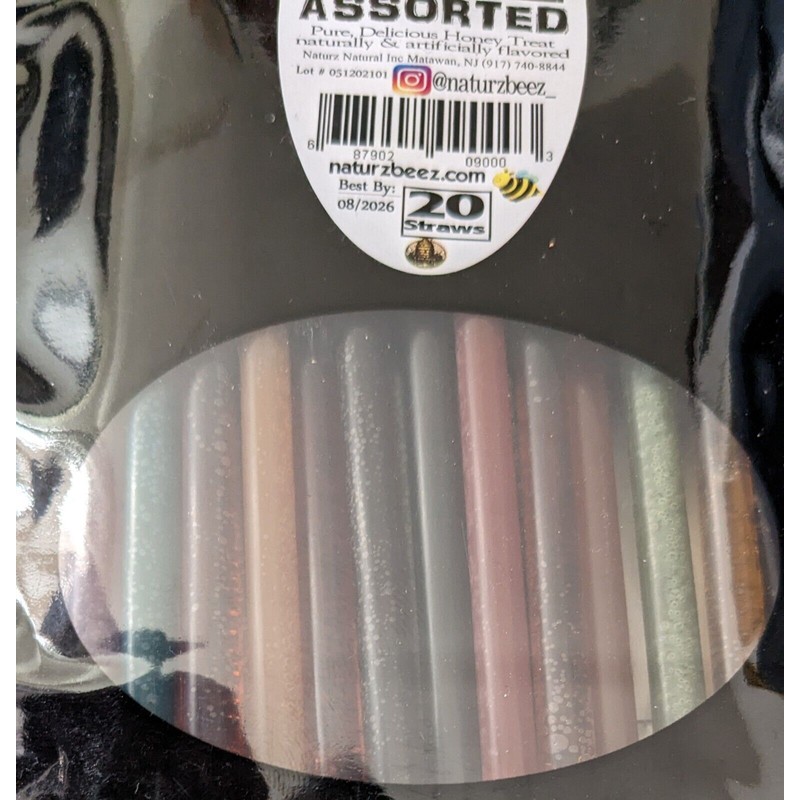 ASSORTED
Pure, Delicious Honey Treat
naturally & artificially flavored
Naturz Natural Inc Matawan, NJ (917) 740-8844
Lot # 051202101 @naturzbeez_
6 87902 09000 3
naturzbeez.com
Best By:
08/2026
20
Straws